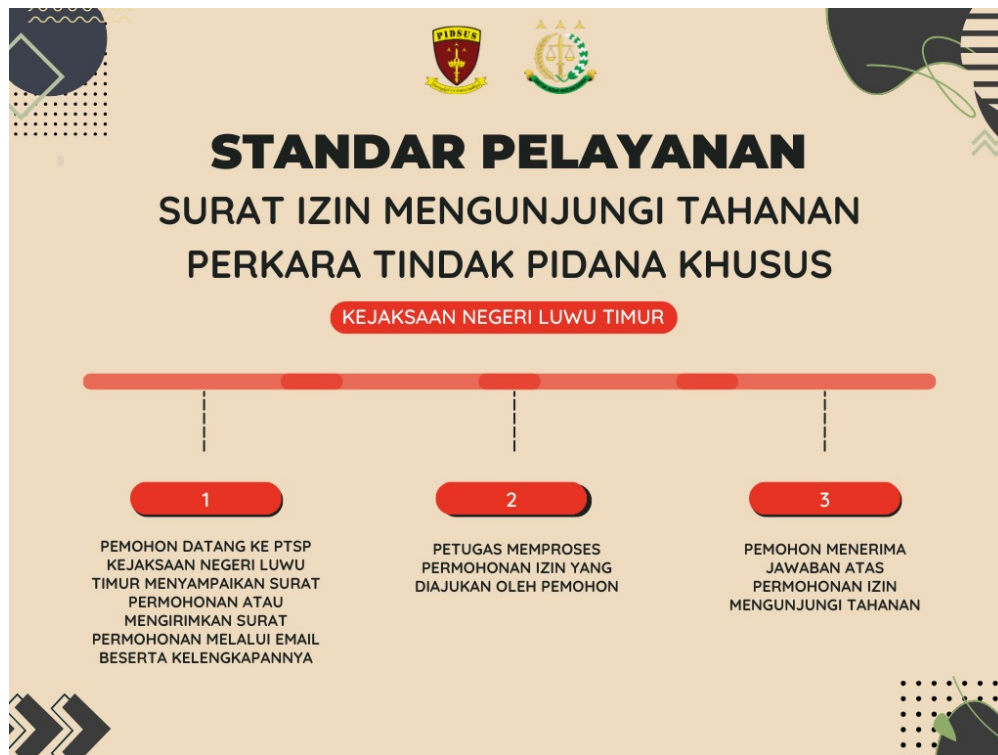 PIDSUS
STANDAR PELAYANAN
SURAT IZIN MENGUNJUNGI TAHANAN
PERKARA TINDAK PIDANA KHUSUS
KEJAKSAAN NEGERI LUWU TIMUR
1
PEMOHON DATANG KE PTSP
KEJAKSAAN NEGERI LUWU
TIMUR MENYAMPAIKAN SURAT
PERMOHONAN ATAU
MENGIRIMKAN SURAT
PERMOHONAN MELALUI EMAIL
BESERTA KELENGKAPANNYA
2
PETUGAS MEMPROSES
PERMOHONAN IZIN YANG
DIAJUKAN OLEH PEMOHON
3
PEMOHON MENERIMA
JAWABAN ATAS
PERMOHONAN IZIN
MENGUNJUNGI TAHANAN